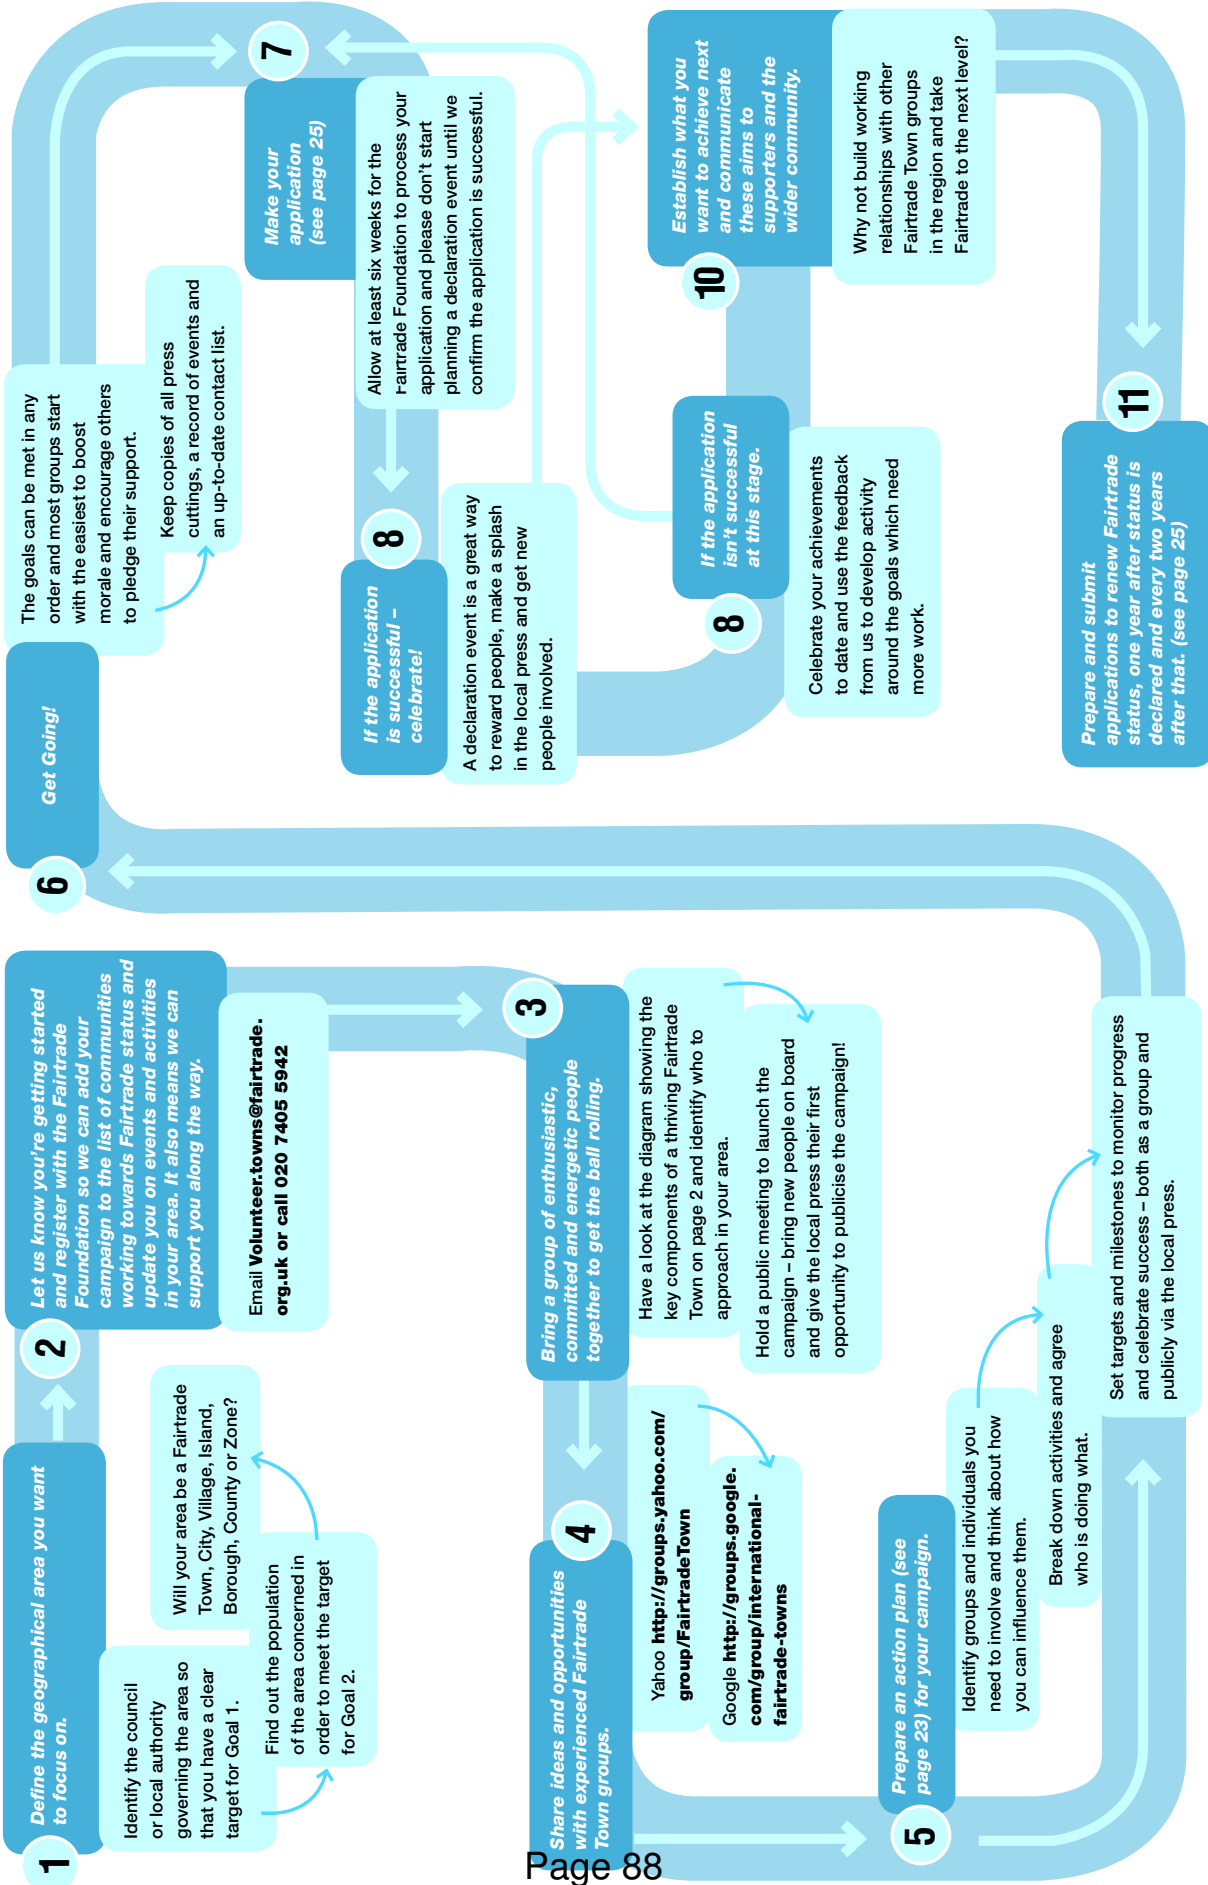 1
Define the geographical area you want
to focus on.
Identify the council
or local authority
governing the area so
that you have a clear
target for Goal 1.
Find out the population
of the area concerned in
order to meet the target
for Goal 2.
Will your area be a Fairtrade
Town, City, Village, Island,
Borough, County or Zone?
2
Let us know you're getting started
and register with the Fairtrade
Foundation so we can add your
campaign to the list of communities
working towards Fairtrade status and
update you on events and activities
in your area. It also means we can
support you along the way.
Email Volunteer.towns@fairtrade.
org.uk or call 020 7405 5942
3
Bring a group of enthusiastic,
committed and energetic people
together to get the ball rolling.
Have a look at the diagram showing the
key components of a thriving Fairtrade
Town on page 2 and identify who to
approach in your area.
Hold a public meeting to launch the
campaign – bring new people on board
and give the local press their first
opportunity to publicise the campaign!
4
Share ideas and opportunities
with experienced Fairtrade
Town groups.
Yahoo http://groups.yahoo.com/
group/FairtradeTown
Google http://groups.google.
com/group/international-
fairtrade-towns
5
Prepare an action plan (see
page 23) for your campaign.
Identify groups and individuals you
need to involve and think about how
you can influence them.
Break down activities and agree
who is doing what.
Set targets and milestones to monitor progress
and celebrate success – both as a group and
publicly via the local press.
6
Get Going!
The goals can be met in any
order and most groups start
with the easiest to boost
morale and encourage others
to pledge their support.
Keep copies of all press
cuttings, a record of events and
an up-to-date contact list.
7
Make your
application
(see page 25)
Allow at least six weeks for the
Fairtrade Foundation to process your
application and please don't start
planning a declaration event until we
confirm the application is successful.
8
If the application
is successful –
celebrate!
A declaration event is a great way
to reward people, make a splash
in the local press and get new
people involved.
8
If the application
isn't successful
at this stage.
Celebrate your achievements
to date and use the feedback
from us to develop activity
around the goals which need
more work.
10
Establish what you
want to achieve next
and communicate
these aims to
supporters and the
wider community.
Why not build working
relationships with other
Fairtrade Town groups
in the region and take
Fairtrade to the next level?
11
Prepare and submit
applications to renew Fairtrade
status, one year after status is
declared and every two years
after that. (see page 25)
Page 88